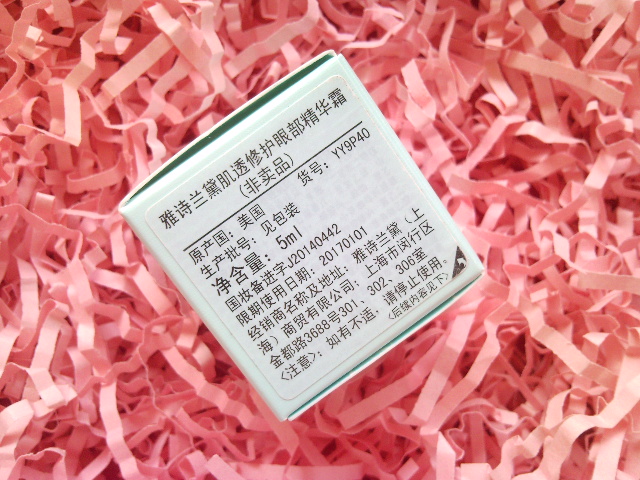 雅诗兰黛肌透修护眼部精华霜
(非卖品) 货号: YY9P40
原产国: 美国
生产批号: 见包装
净含量: 5ml
国妆备进字J20140442
限期使用日期: 20170101
经销商名称及地址: 雅诗兰黛 (上
海) 商贸有限公司; 上海市闵行区
金都路3688号301、302、306室
<注意>: 如有不适, 请停止使用。
<后续内容见下>